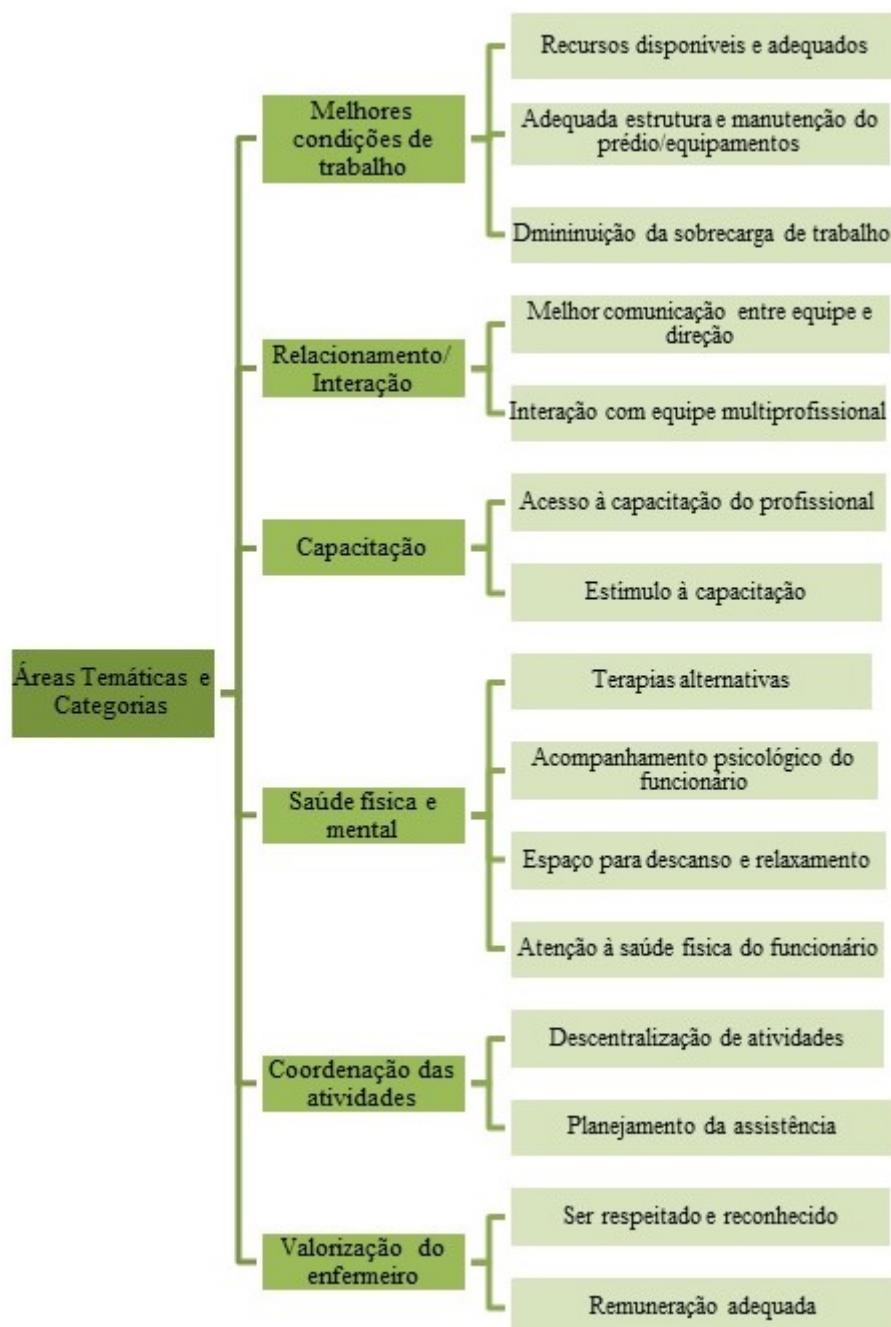 Áreas Temáticas e
Categorias
Melhores
condições de
trabalho
Recursos disponíveis e adequados
Adequada estrutura e manutenção do
prédio/equipamentos
Dmininuição da sobrecarga de trabalho
Relacionamento/
Interação
Melhor comunicação entre equipe e
direção
Interação com equipe multiprofissional
Capacitação
Acesso à capacitação do profissional
Estímulo à capacitação
Saúde física e
mental
Terapias alternativas
Acompanhamento psicológico do
funcionário
Espaço para descanso e relaxamento
Atenção à saúde física do funcionário
Coordenação das
atividades
Descentralização de atividades
Planejamento da assistência
Valorização do
enfermeiro
Ser respeitado e reconhecido
Remuneração adequada